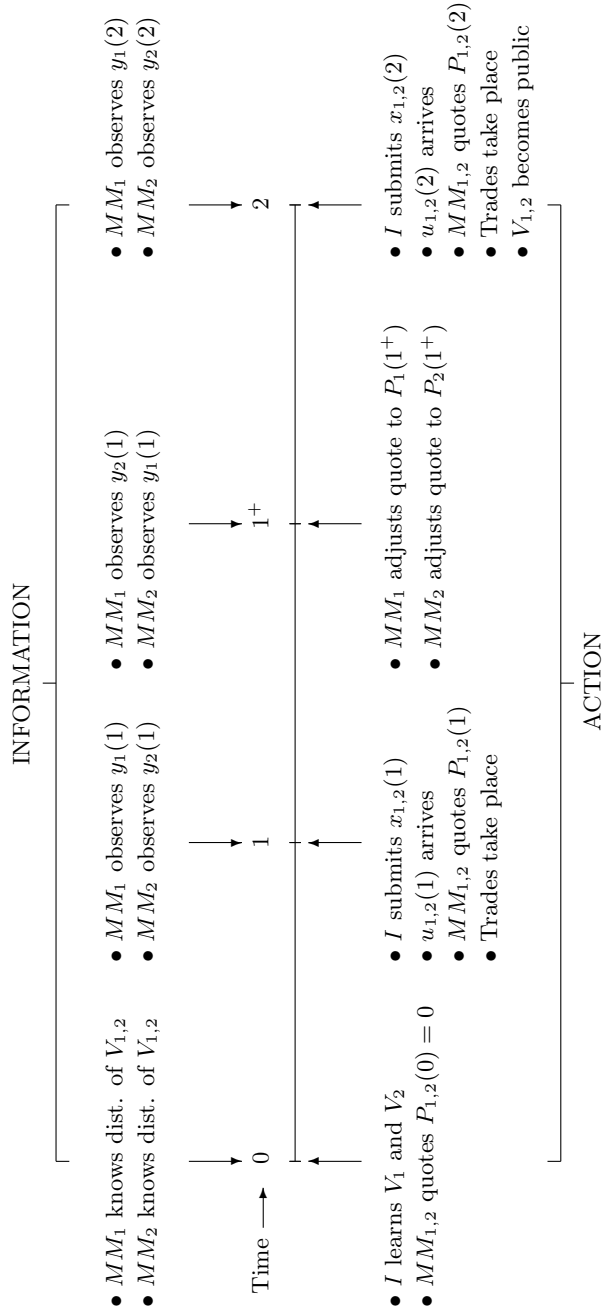 INFORMATION
• MM₁ knows dist. of V₁,₂
• MM₂ knows dist. of V₁,₂
• MM₁ observes y₁(1)
• MM₂ observes y₂(1)
• MM₁ observes y₂(1)
• MM₂ observes y₁(1)
• MM₁ observes y₁(2)
• MM₂ observes y₂(2)
Time
0
1
1⁺
2
• I learns V₁ and V₂
• MM₁,₂ quotes P₁,₂(0) = 0
• I submits x₁,₂(1)
• u₁,₂(1) arrives
• MM₁,₂ quotes P₁,₂(1)
• Trades take place
• MM₁ adjusts quote to P₁(1⁺)
• MM₂ adjusts quote to P₂(1⁺)
• I submits x₁,₂(2)
• u₁,₂(2) arrives
• MM₁,₂ quotes P₁,₂(2)
• Trades take place
• V₁,₂ becomes public
ACTION